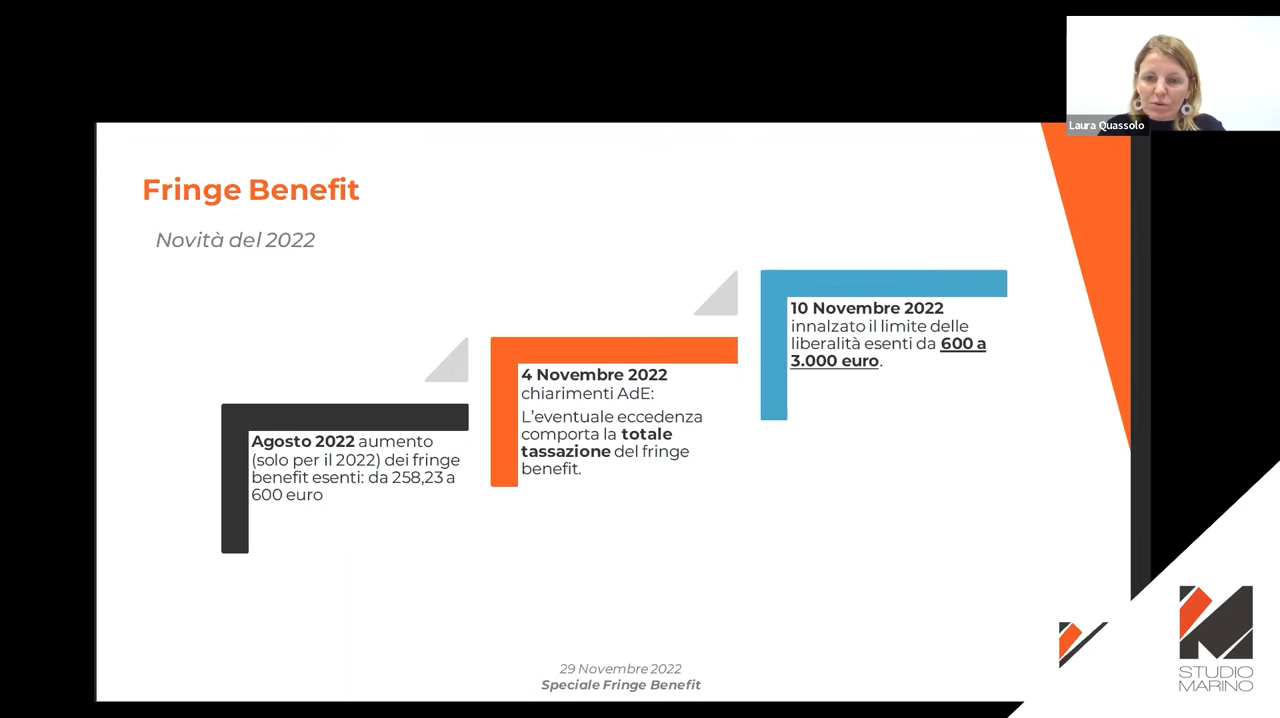 Laura Quassolo
Fringe Benefit
Novità del 2022
Agosto 2022 aumento
(solo per il 2022) dei fringe
benefit esenti: da 258,23 a
600 euro
4 Novembre 2022
chiarimenti AdE:
L'eventuale eccedenza
comporta la totale
tassazione del fringe
benefit.
10 Novembre 2022
innalzato il limite delle
liberalità esenti da 600 a
3.000 euro.
29 Novembre 2022
Speciale Fringe Benefit
STUDIO
MARINO